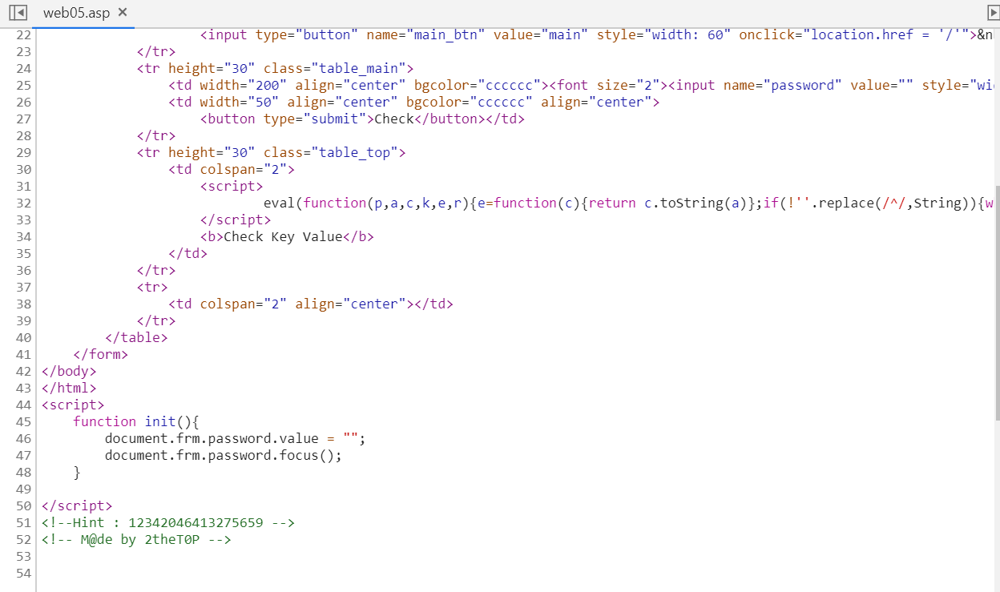 web05.asp ×
22 <input type="button" name="main_btn" value="main" style="width: 60" onclick="location.href = '/'">&n
23 </tr>
24 <tr height="30" class="table_main">
25 <td width="200" align="center" bgcolor="cccccc"><font size="2"><input name="password" value="" style="wi
26 <td width="50" align="center" bgcolor="cccccc" align="center">
27 <button type="submit">Check</button></td>
28 </tr>
29 <tr height="30" class="table_top">
30 <td colspan="2">
31 <script>
32 eval(function(p,a,c,k,e,r){e=function(c){return c.toString(a)};if(!''.replace(/^/,String)){w
33 </script>
34 <b>Check Key Value</b>
35 </td>
36 </tr>
37 <tr>
38 <td colspan="2" align="center"></td>
39 </tr>
40 </table>
41 </form>
42 </body>
43 </html>
44 <script>
45 function init(){
46 document.frm.password.value = "";
47 document.frm.password.focus();
48 }
49
50 </script>
51 <!--Hint : 12342046413275659 -->
52 <!-- M@de by 2theT0P -->
53
54